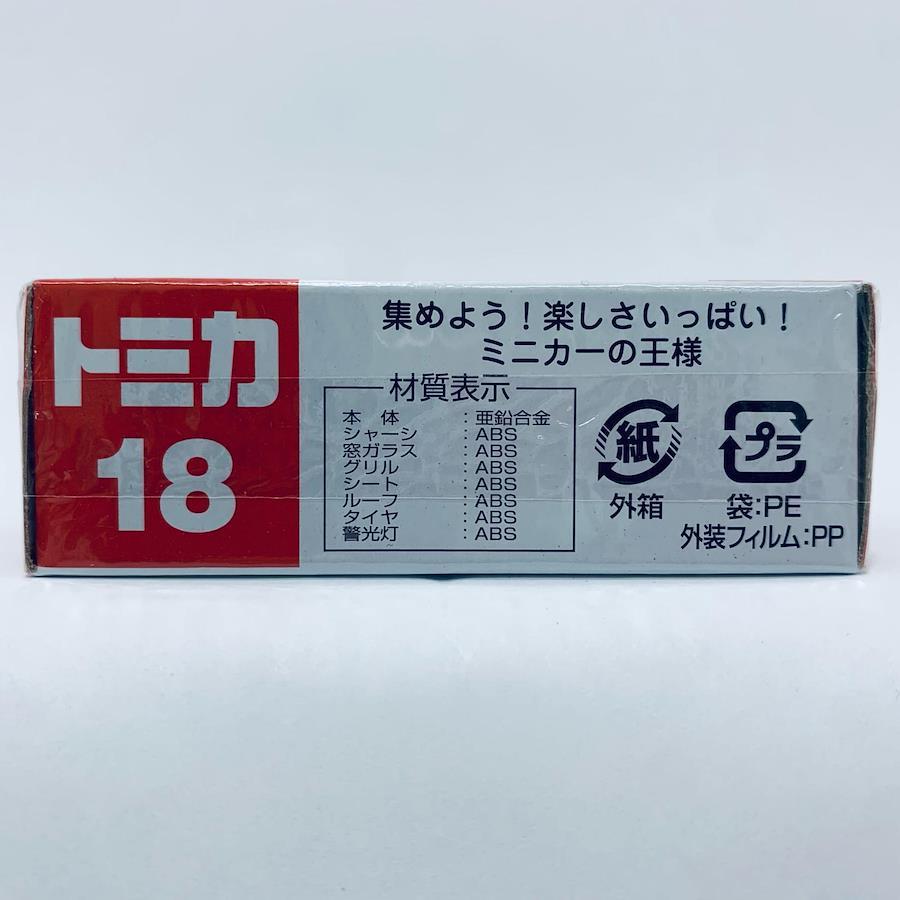 トミカ
18
集めよう！楽しさいっぱい！
ミニカーの王様
材質表示
本 体 : 亜鉛合金
シャーシ : ABS
窓ガラス : ABS
グリル : ABS
シート : ABS
ルーフ : ABS
タイヤ : ABS
警光灯 : ABS
紙
外箱
プラ
袋:PE
外装フィルム:PP